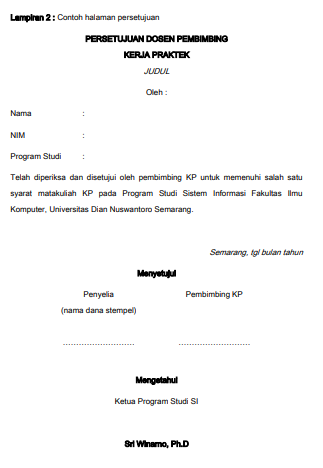 Lampiran 2 : Contoh halaman persetujuan
PERSETUJUAN DOSEN PEMBIMBING
KERJA PRAKTEK
JUDUL
Oleh :
Nama :
NIM :
Program Studi :
Telah diperiksa dan disetujui oleh pembimbing KP untuk memenuhi salah satu
syarat matakuliah KP pada Program Studi Sistem Informasi Fakultas Ilmu
Komputer, Universitas Dian Nuswantoro Semarang.
Semarang, tgl bulan tahun
Menyetujui
Penyelia Pembimbing KP
(nama dana stempel)
........................... ...........................
Mengetahui
Ketua Program Studi SI
Sri Winarno, Ph.D